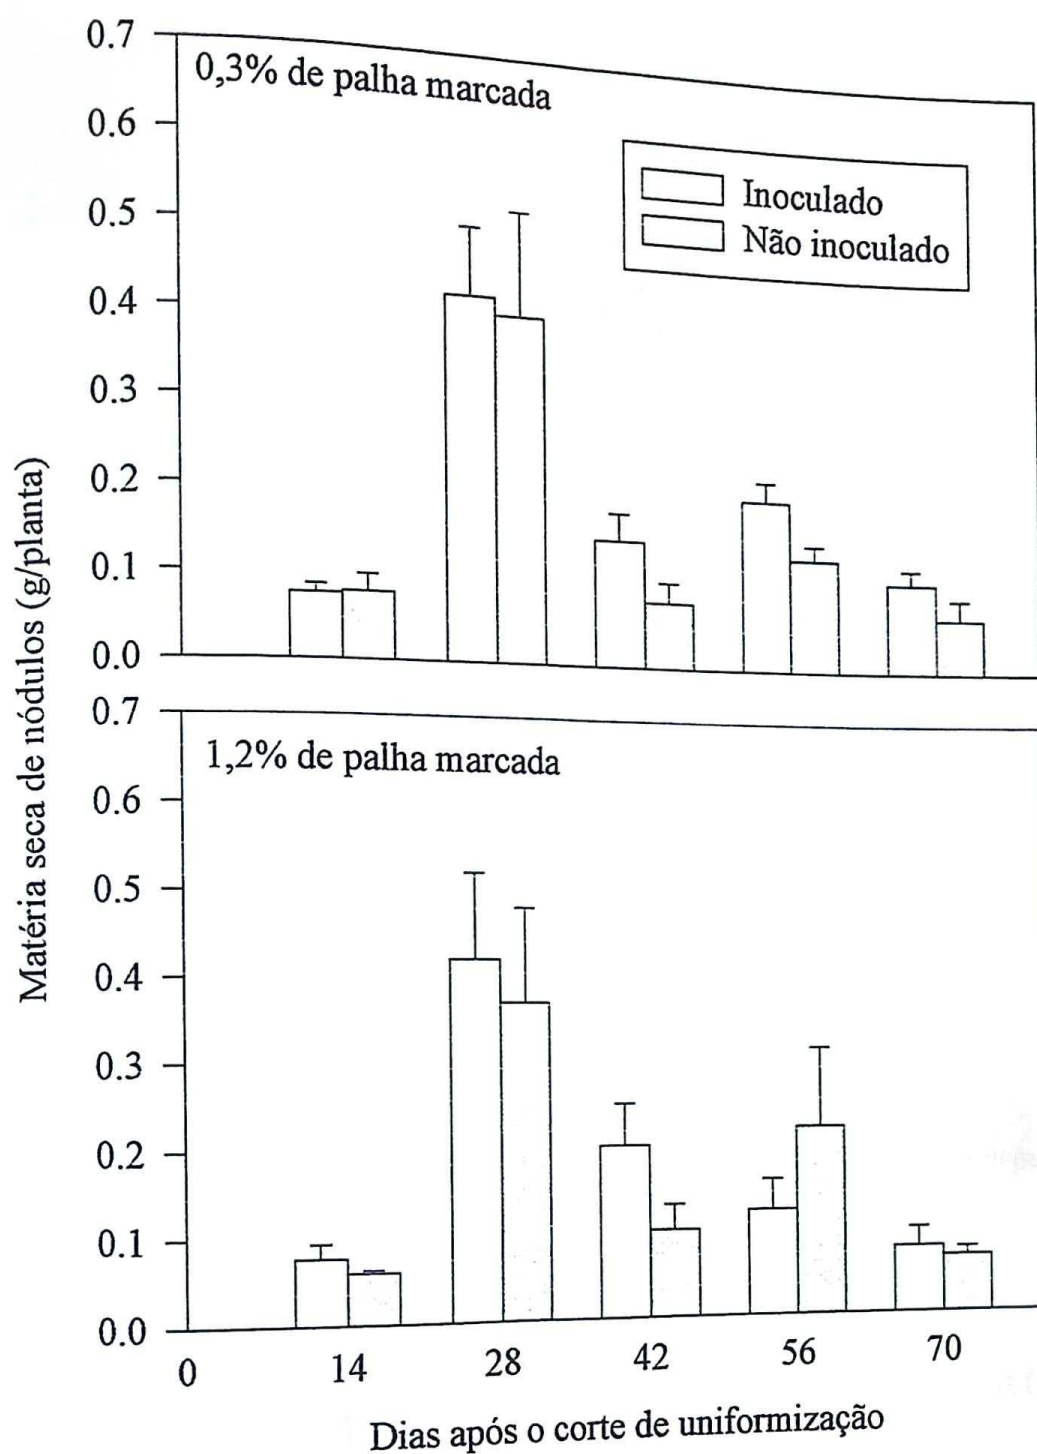 0.7
0,3% de palha marcada
0.6
Inoculado
0.5
Não inoculado
0.4
0.3
0.2
0.1
0.0
Matéria seca de nódulos (g/planta)
0.7
1,2% de palha marcada
0.6
0.5
0.4
0.3
0.2
0.1
0.0
0 14 28 42 56 70
Dias após o corte de uniformização